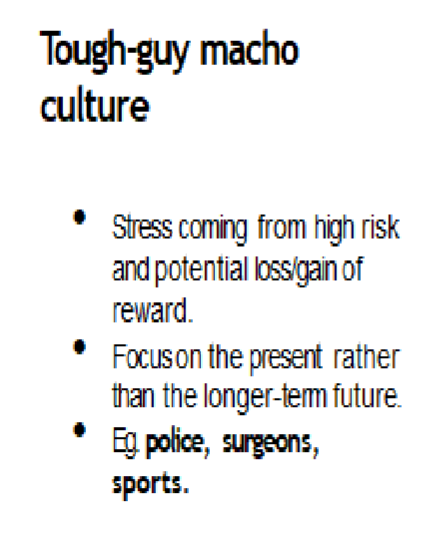 Tough-guy macho
culture
• Stress coming from high risk
and potential loss/gain of
reward.
• Focus on the present rather
than the longer-term future.
• Eg. police, surgeons,
sports.